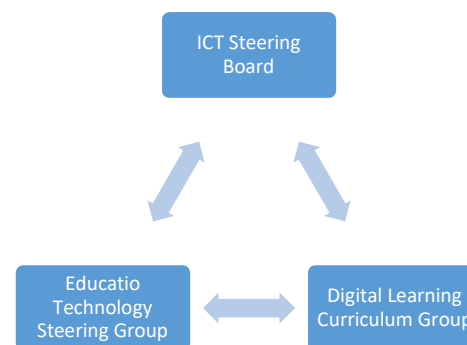 ICT Steering
Board
Educatio
Technology
Steering Group
Digital Learning
Curriculum Group